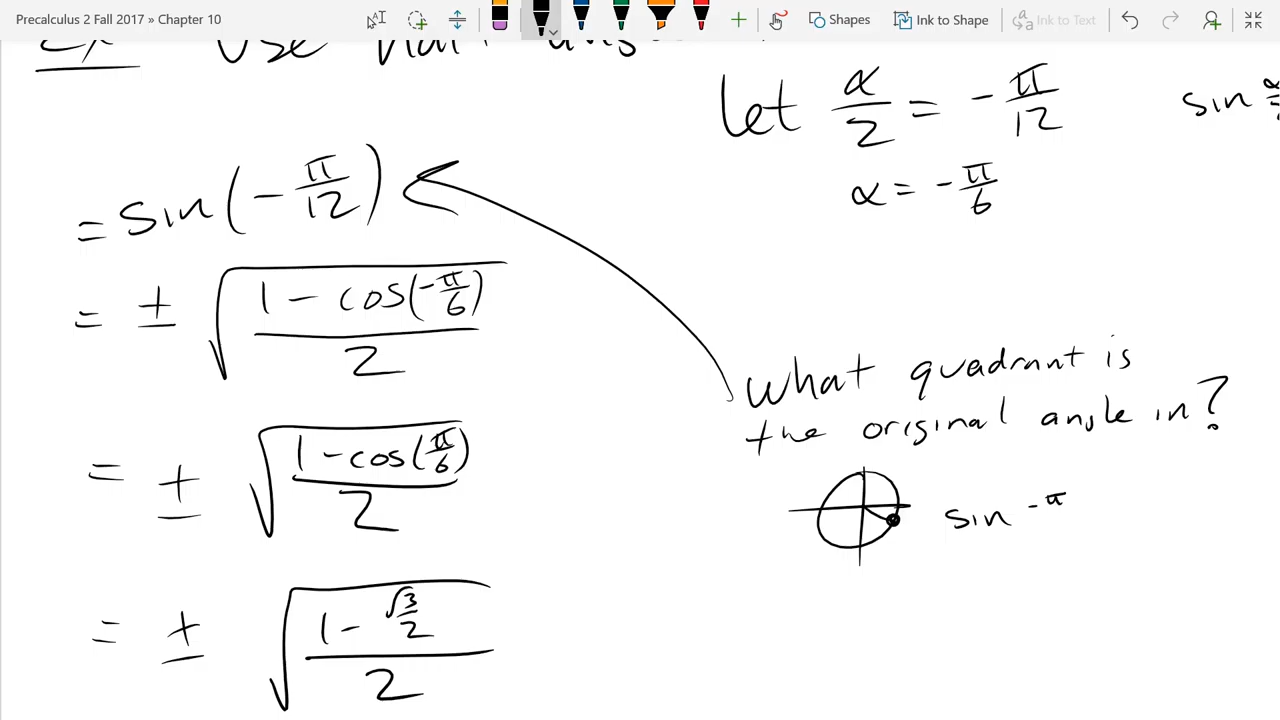 Precalculus 2 Fall 2017 » Chapter 10
Shapes
Ink to Shape
Ink to Text
let α/2 = -π/12
sin α
α = -π/6
= sin(-π/12)
= ± √((1 - cos(-π/6))/2)
What quadrant is
the original angle in?
= ± √((1-cos(π/6))/2)
sin -π
= ± √((1 - √3/2)/2)